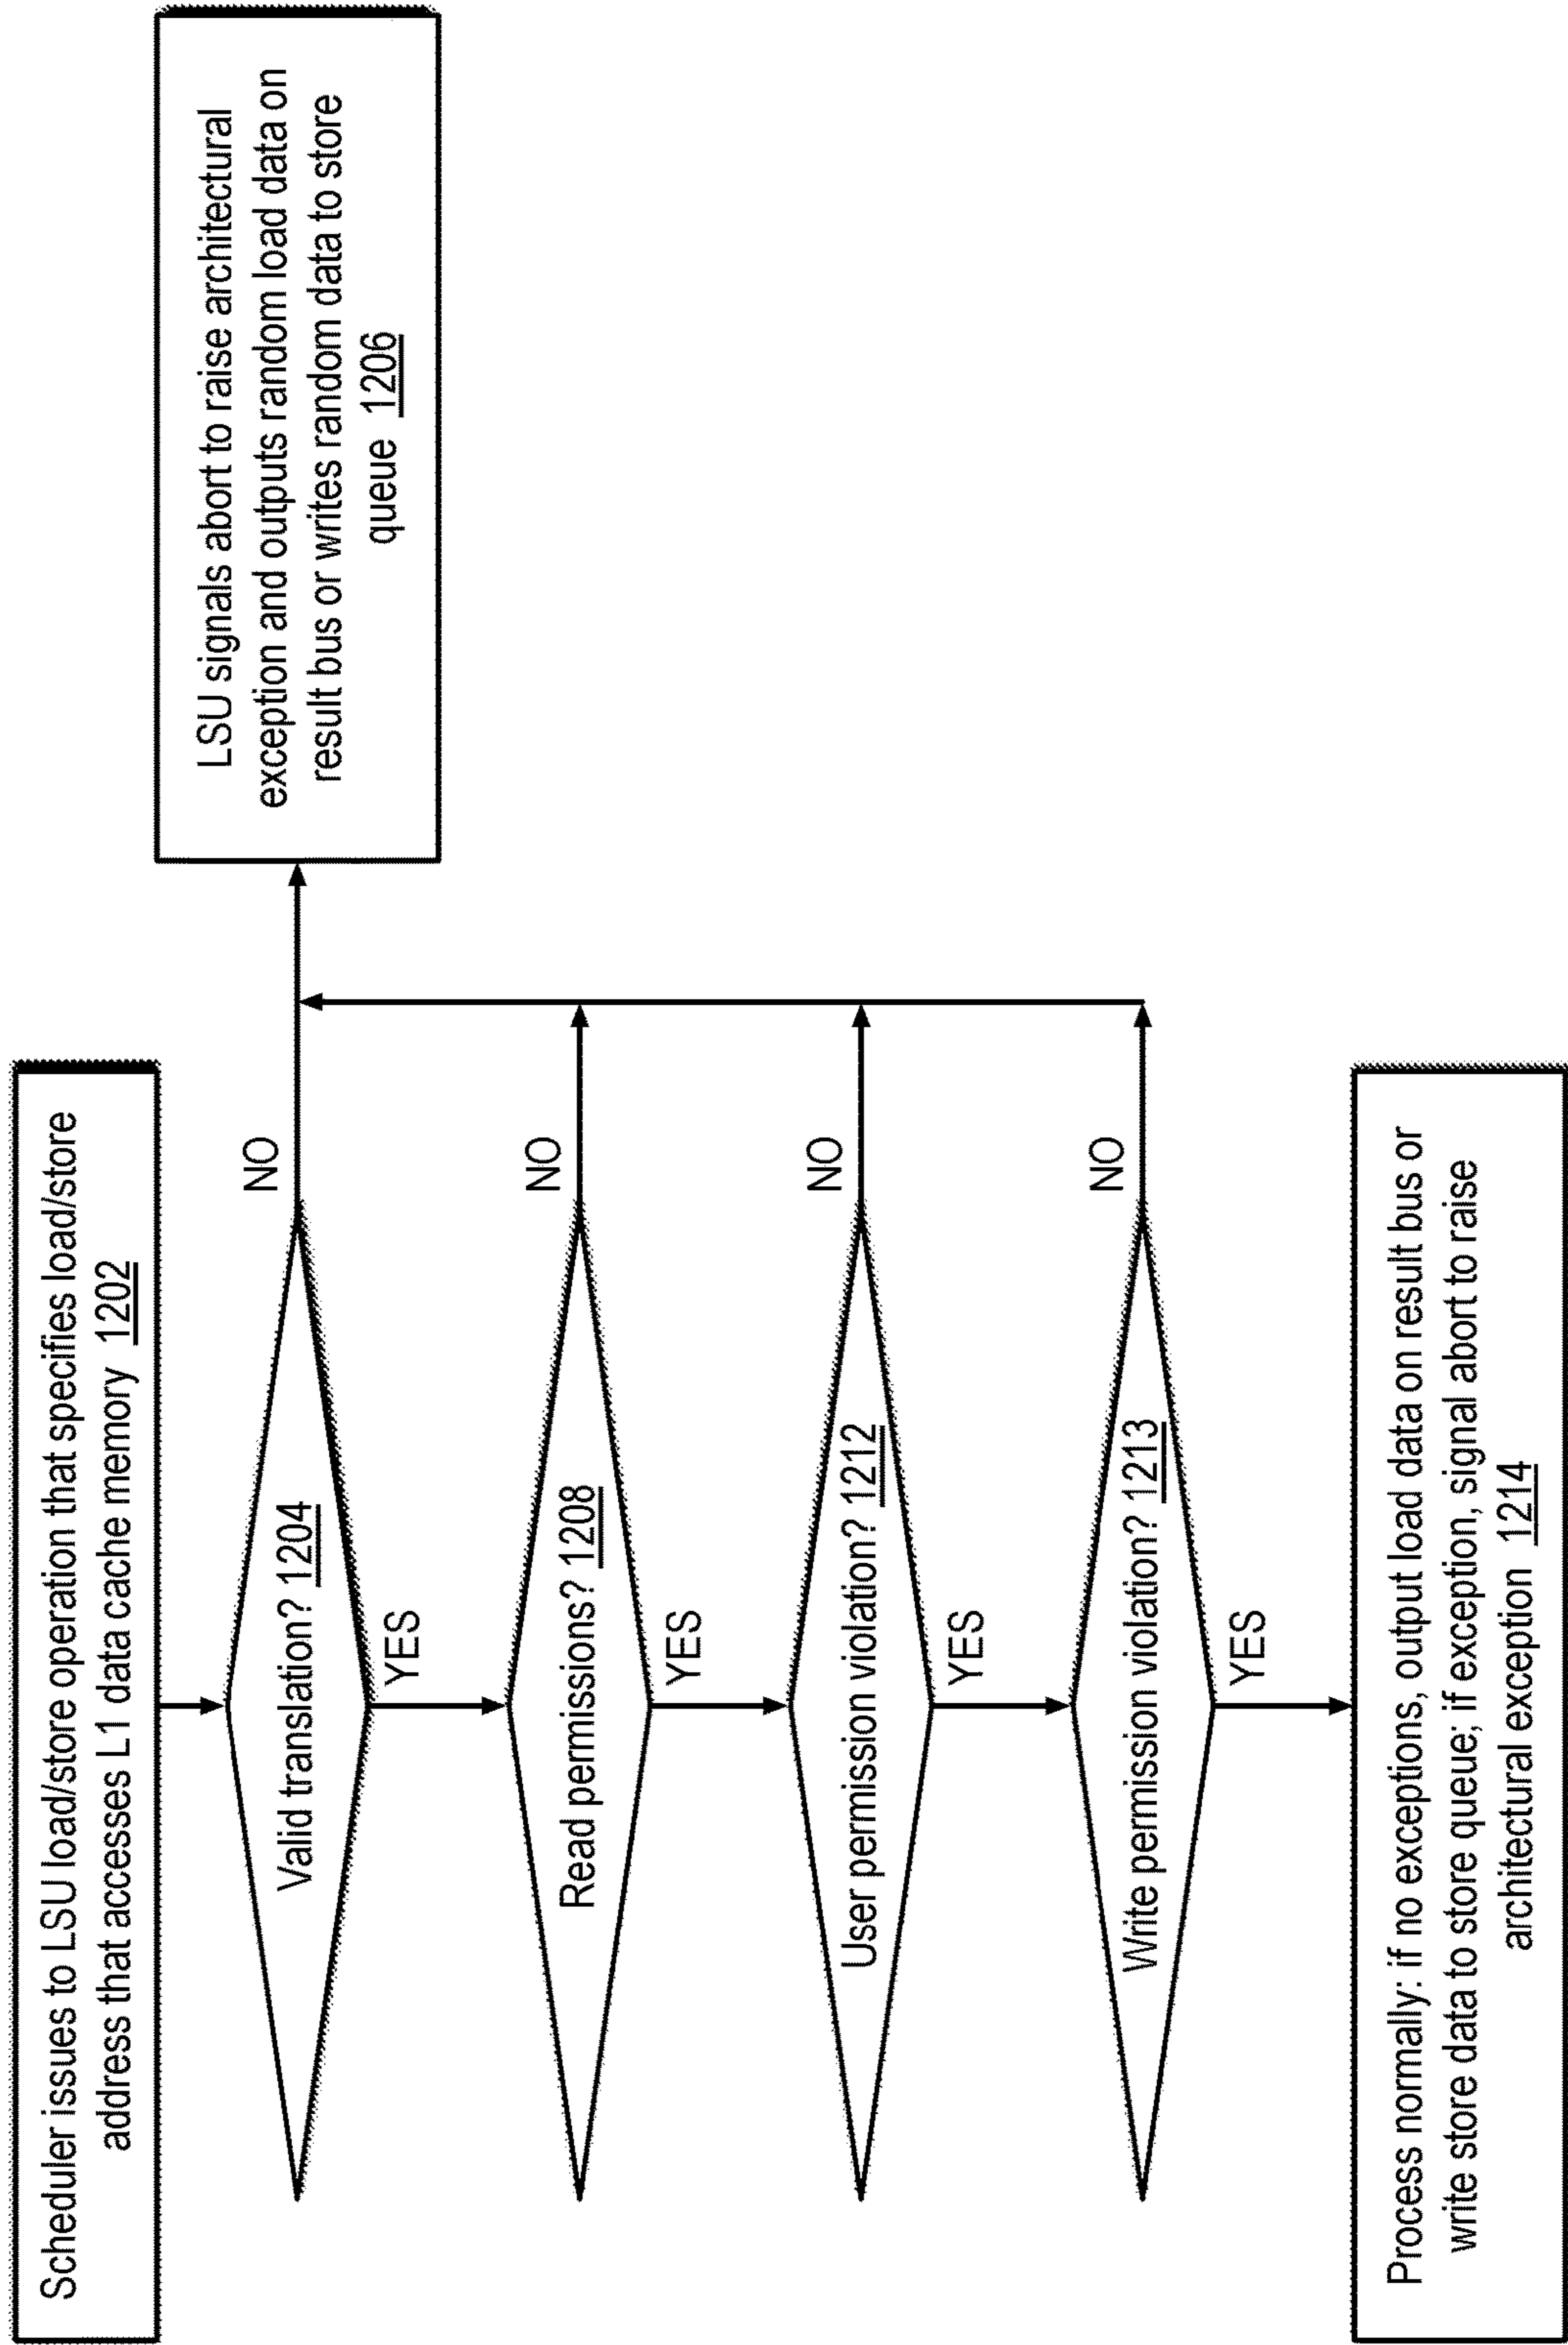 Scheduler issues to LSU load/store operation that specifies load/store
address that accesses L1 data cache memory 1202
Valid translation? 1204
NO
YES
LSU signals abort to raise architectural
exception and outputs random load data on
result bus or writes random data to store
queue 1206
Read permissions? 1208
NO
YES
User permission violation? 1212
NO
YES
Write permission violation? 1213
NO
YES
Process normally: if no exceptions, output load data on result bus or
write store data to store queue; if exception, signal abort to raise
architectural exception 1214